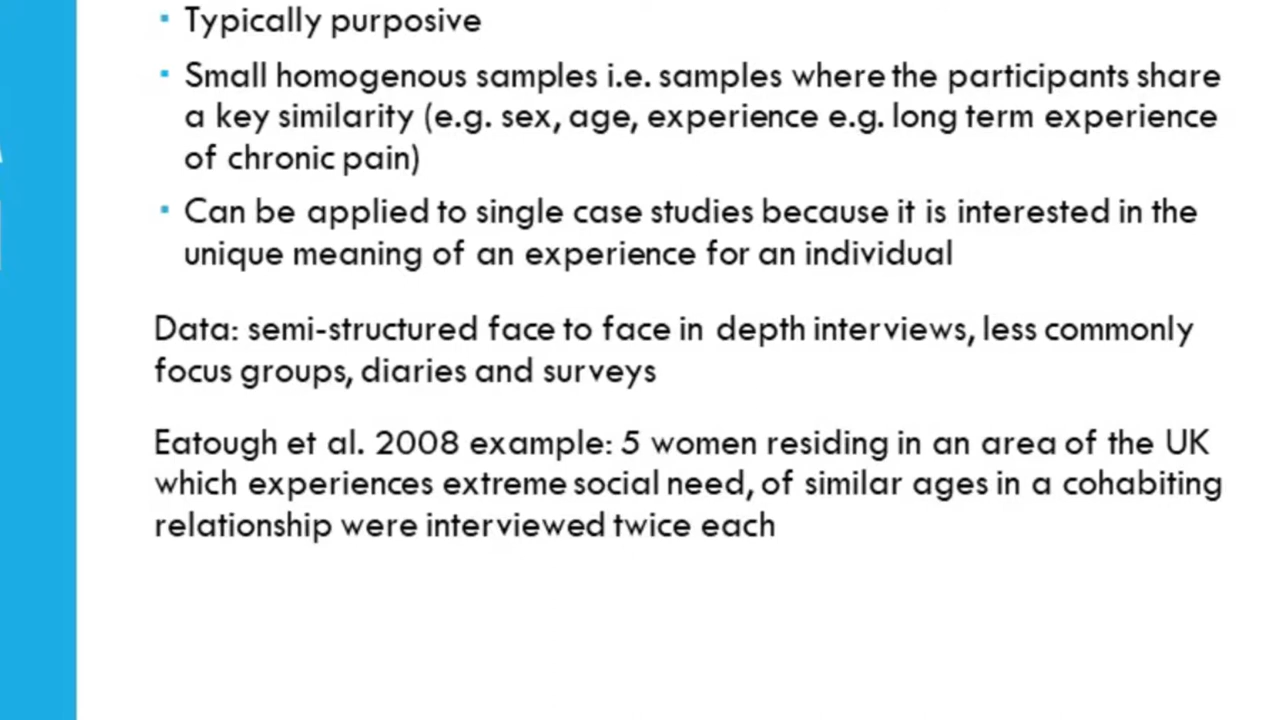 ▪ Typically purposive
▪ Small homogenous samples i.e. samples where the participants share
a key similarity (e.g. sex, age, experience e.g. long term experience
of chronic pain)
▪ Can be applied to single case studies because it is interested in the
unique meaning of an experience for an individual
Data: semi-structured face to face in depth interviews, less commonly
focus groups, diaries and surveys
Eatough et al. 2008 example: 5 women residing in an area of the UK
which experiences extreme social need, of similar ages in a cohabiting
relationship were interviewed twice each